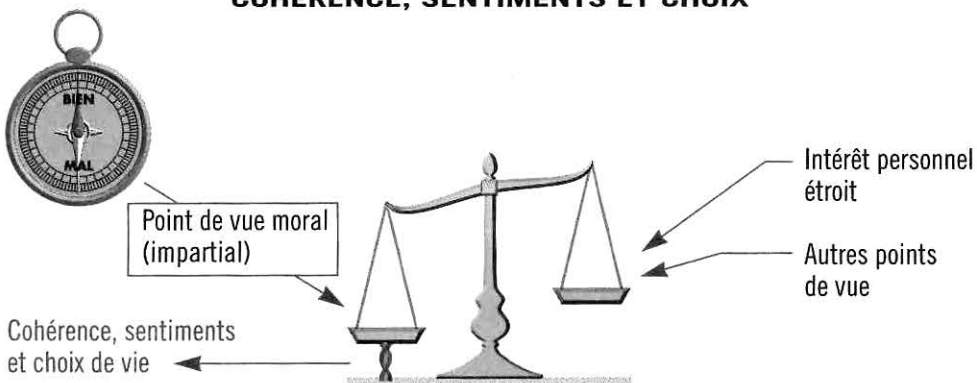 COHÉRENCE, SENTIMENTS ET CHOIX
BIEN
MAL
Point de vue moral
(impartial)
Intérêt personnel
étroit
Autres points
de vue
Cohérence, sentiments
et choix de vie